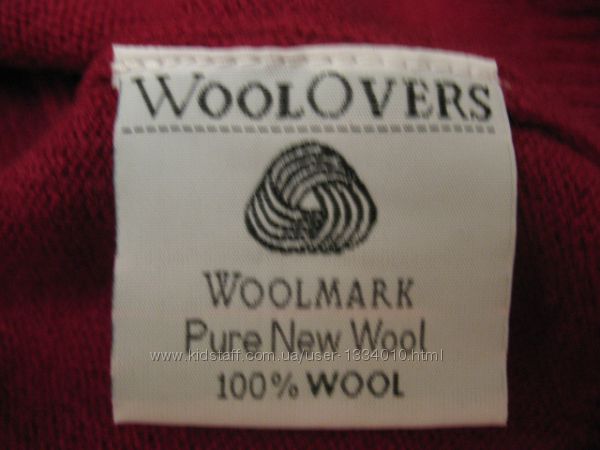 WOOLOVERS
WOOLMARK
Pure New Wool
www.kidstaff.com.ua/user-1334010.html
100% WOOL